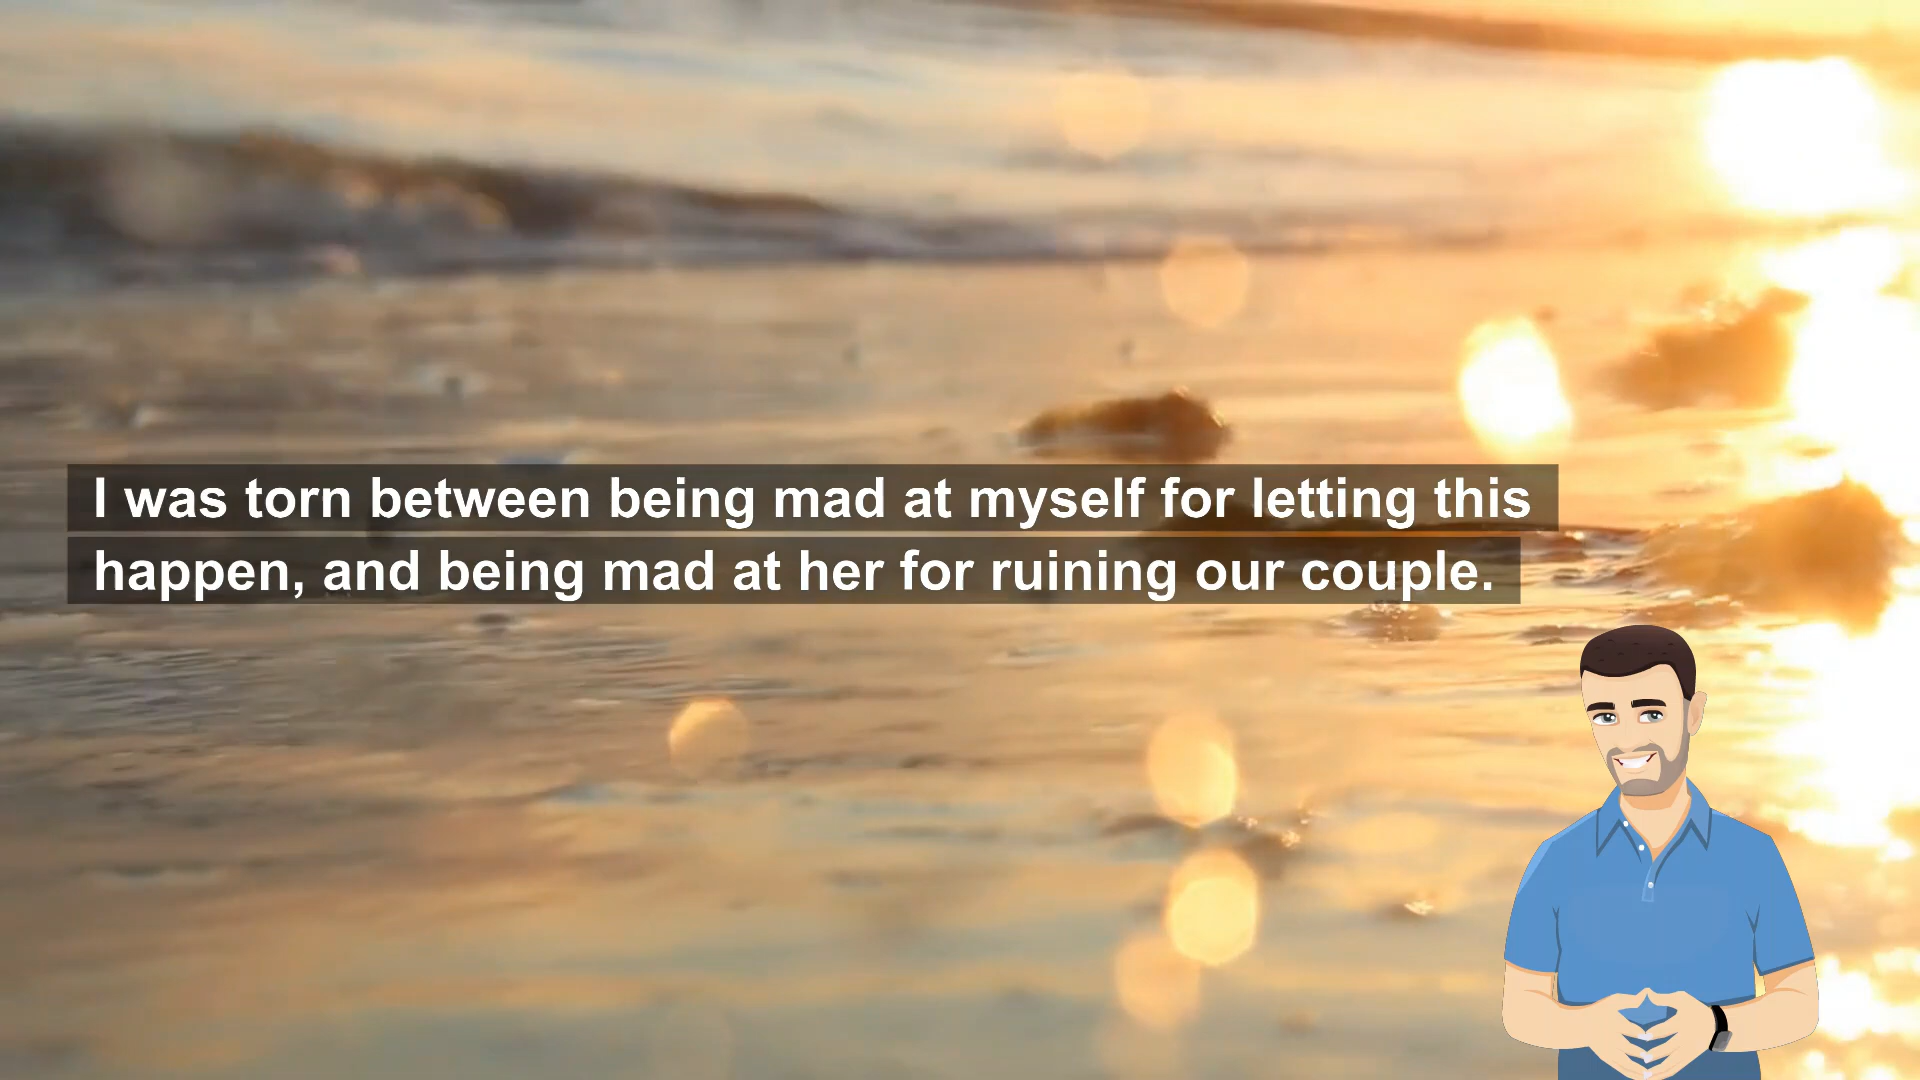 I was torn between being mad at myself for letting this
happen, and being mad at her for ruining our couple.